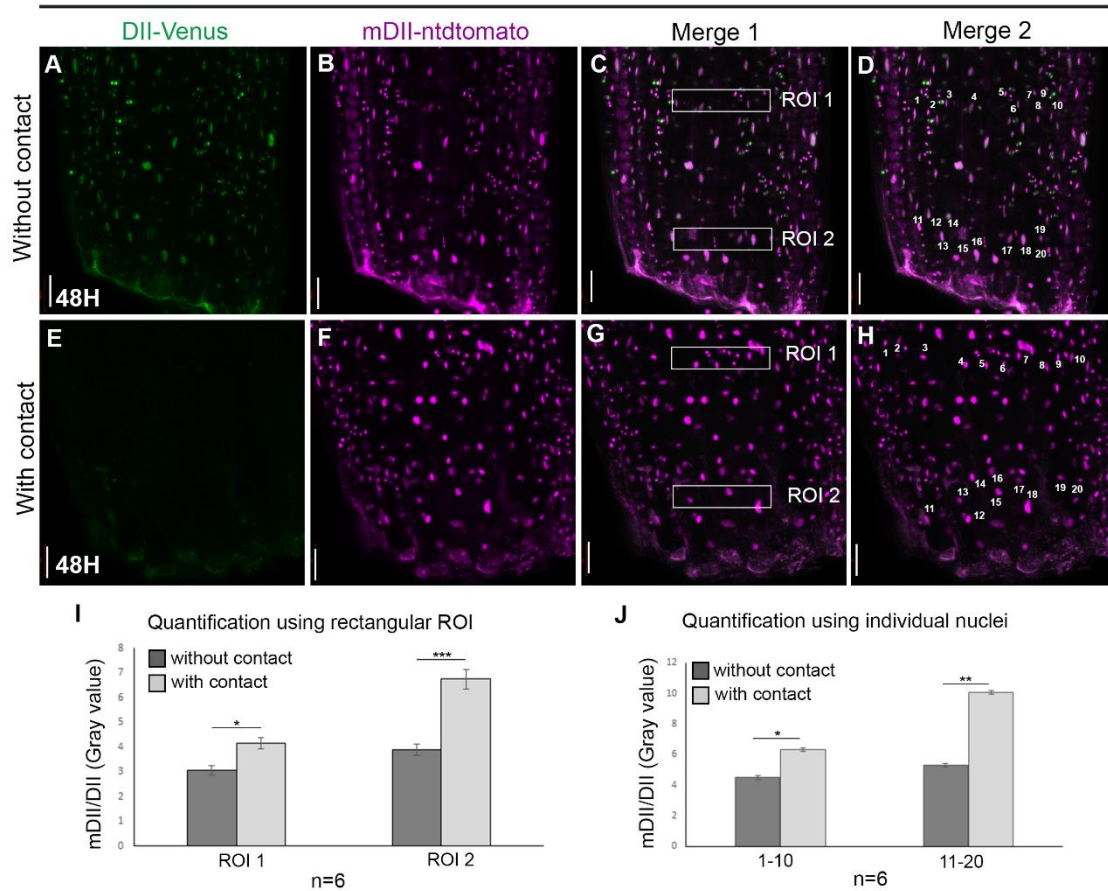 DII-Venus mDII-ntdtomato Merge 1 Merge 2
Without contact
A
48H
B
C
ROI 1
ROI 2
D
1 2 3 4 5 6 7 8 9 10
11 12 13 14 15 16 17 18 19 20
With contact
E
48H
F
G
ROI 1
ROI 2
H
1 2 3 4 5 6 7 8 9 10
11 12 13 14 15 16 17 18 19 20
I
Quantification using rectangular ROI
mDII/DII (Gray value)
8
7
6
5
4
3
2
1
0
without contact
with contact
*
***
ROI 1 ROI 2
n=6
J
Quantification using individual nuclei
mDII/DII (Gray value)
12
10
8
6
4
2
0
without contact
with contact
*
**
1-10 11-20
n=6